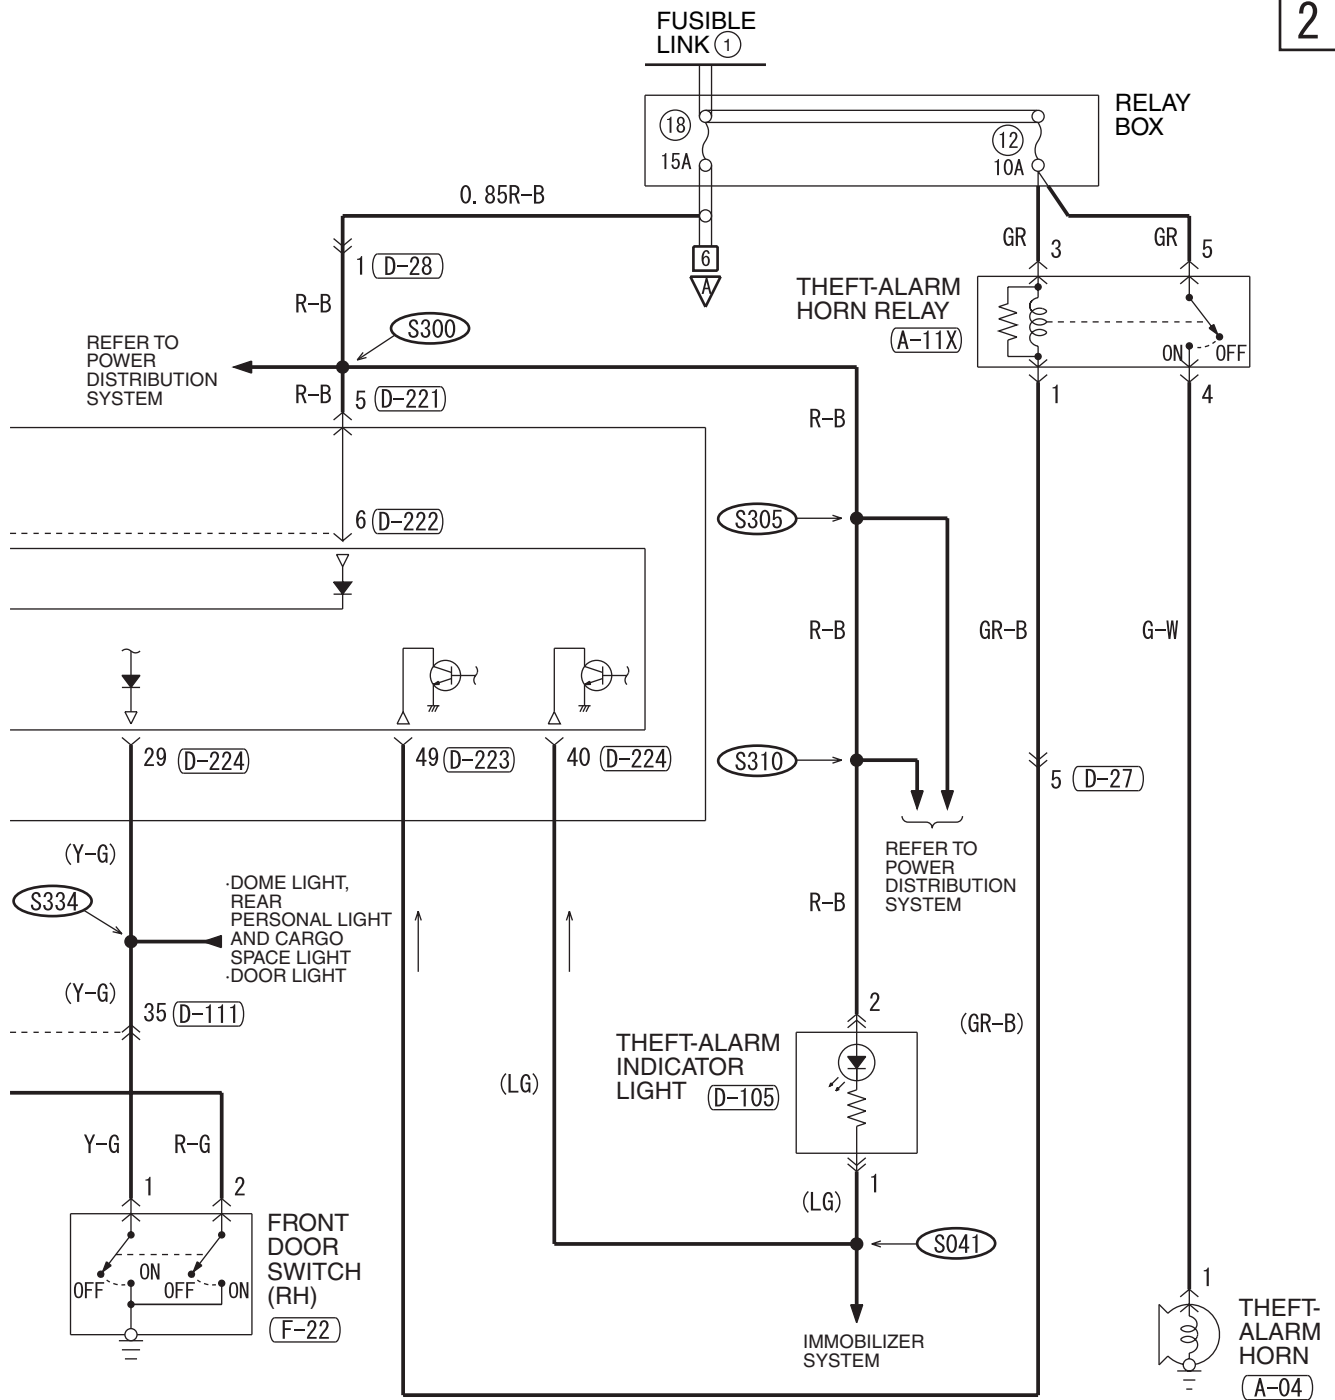 2
FUSIBLE
LINK 1
RELAY
BOX
18
15A
12
10A
0.85R-B
GR
3
GR
5
1 D-28
6
A
THEFT-ALARM
HORN RELAY
A-11X
ON
OFF
R-B
S300
REFER TO
POWER
DISTRIBUTION
SYSTEM
R-B
5 D-221
1
4
R-B
6 D-222
S305
R-B
GR-B
G-W
29 D-224
49 D-223
40 D-224
S310
5 D-27
(Y-G)
REFER TO
POWER
DISTRIBUTION
SYSTEM
·DOME LIGHT,
REAR
PERSONAL LIGHT
AND CARGO
SPACE LIGHT
·DOOR LIGHT
S334
R-B
(Y-G)
35 D-111
2
(GR-B)
THEFT-ALARM
INDICATOR
LIGHT
D-105
(LG)
Y-G
R-G
1
2
1
(LG)
FRONT
DOOR
SWITCH
(RH)
F-22
OFF
ON
OFF
ON
S041
1
THEFT-
ALARM
HORN
A-04
IMMOBILIZER
SYSTEM